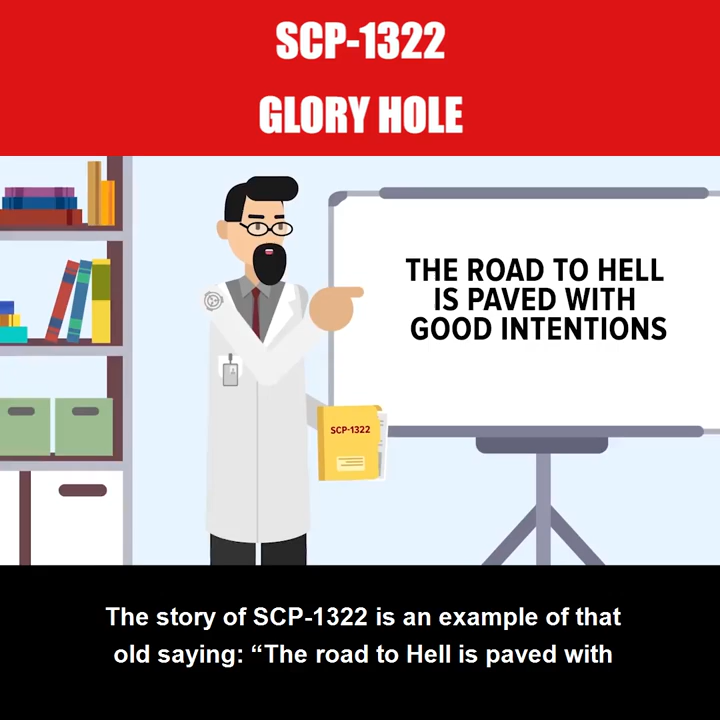 SCP-1322
GLORY HOLE
THE ROAD TO HELL
IS PAVED WITH
GOOD INTENTIONS
SCP-1322
The story of SCP-1322 is an example of that
old saying: “The road to Hell is paved with